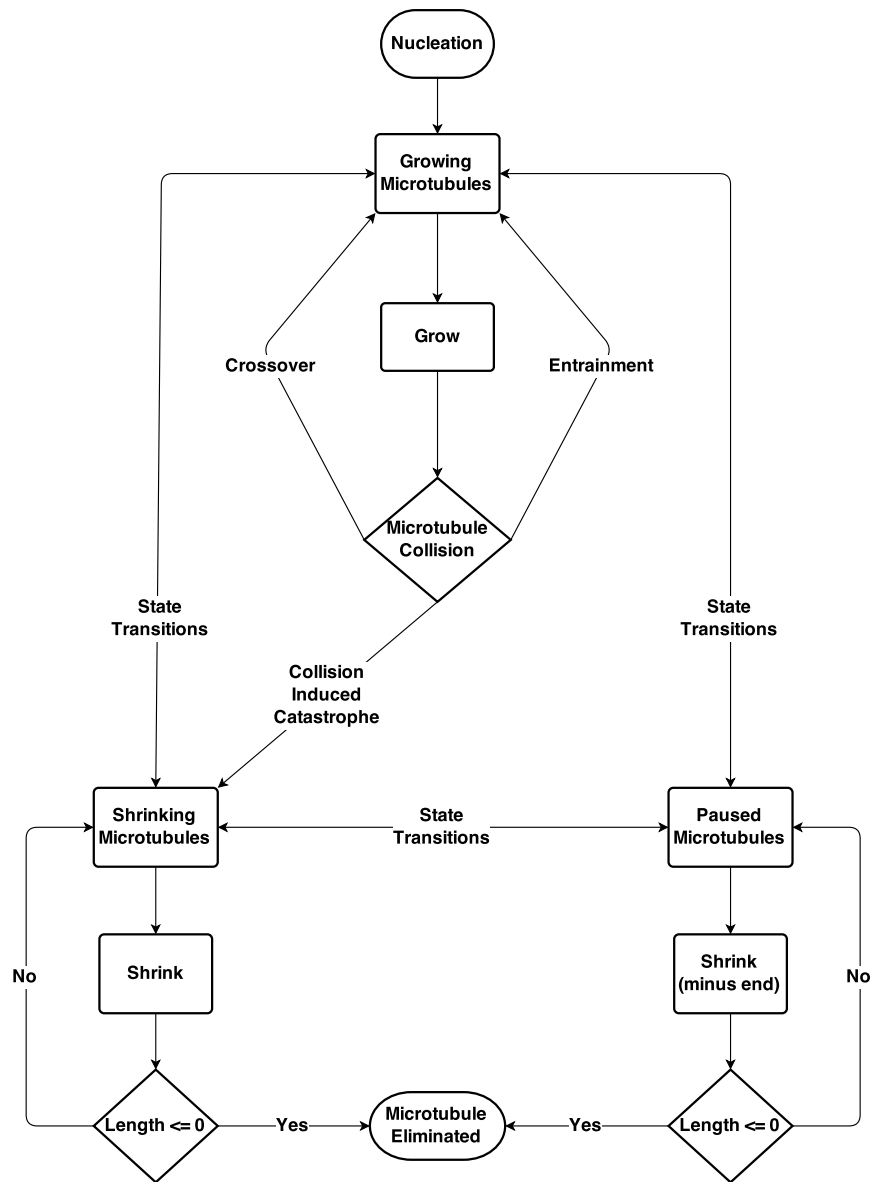 Nucleation
Growing
Microtubules
Grow
Crossover
Entrainment
Microtubule
Collision
State
Transitions
State
Transitions
Collision
Induced
Catastrophe
Shrinking
Microtubules
State
Transitions
Paused
Microtubules
No
Shrink
Shrink
(minus end)
No
Length <= 0
Yes
Microtubule
Eliminated
Yes
Length <= 0